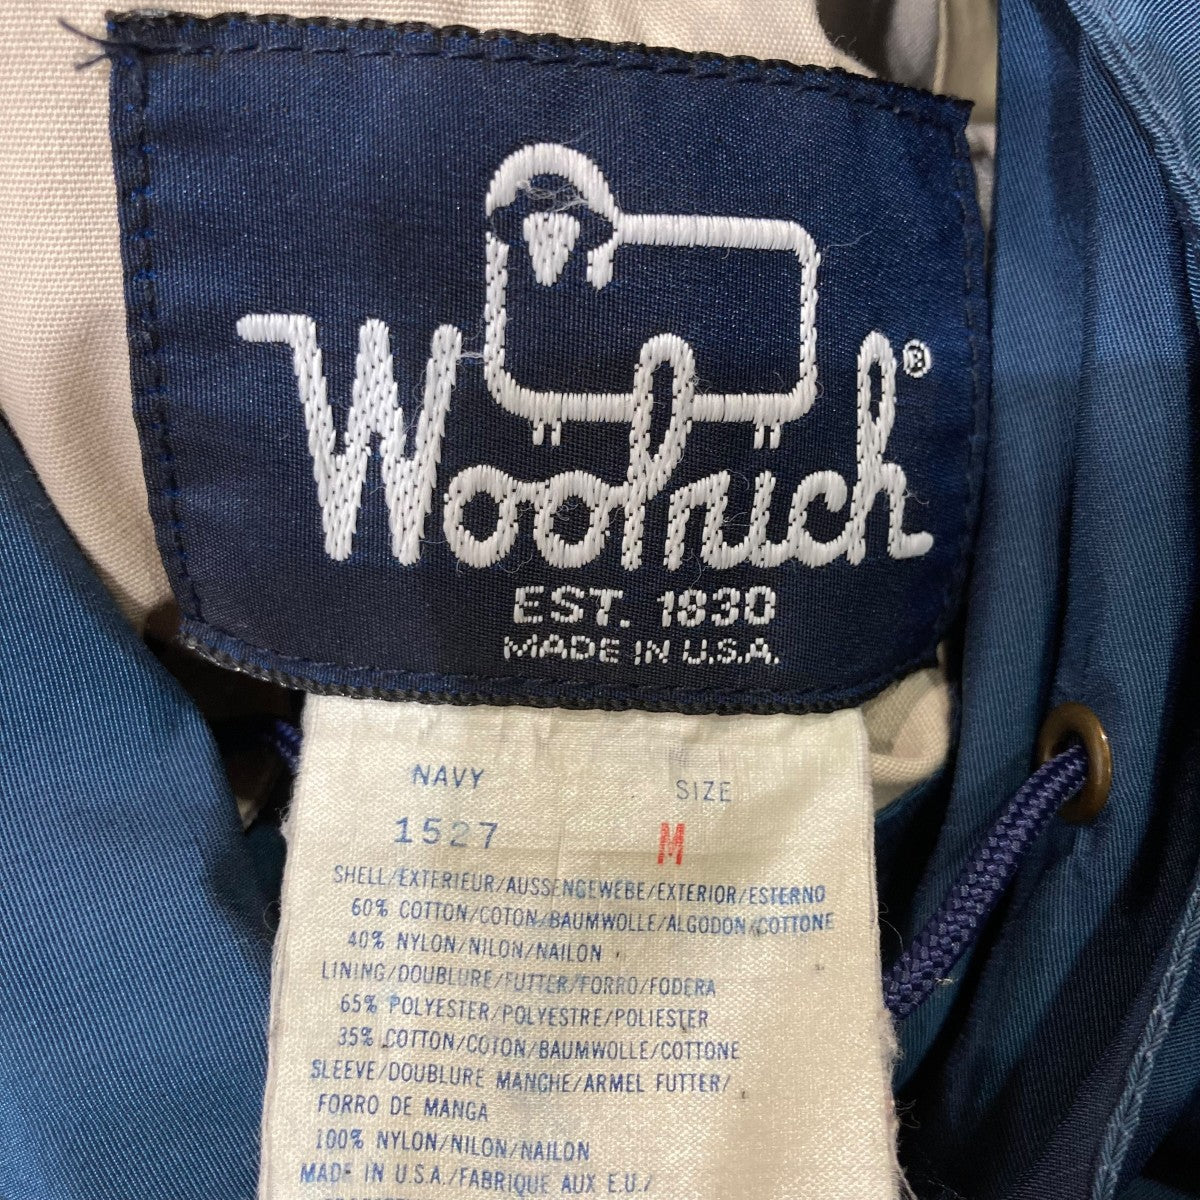 Woolrich®
EST. 1830
MADE IN U.S.A.
NAVY SIZE
1527 M
SHELL/EXTERIEUR/AUSSENGEWEBE/EXTERIOR/ESTERNO
60% COTTON/COTON/BAUMWOLLE/ALGODON/COTTONE
40% NYLON/NILON/NAILON
LINING/DOUBLURE/FUTTER/FORRO/FODERA
65% POLYESTER/POLYESTRE/POLIESTER
35% COTTON/COTON/BAUMWOLLE/COTTONE
SLEEVE/DOUBLURE MANCHE/ARMEL FUTTER/
FORRO DE MANGA
100% NYLON/NILON/NAILON
MADE IN U.S.A./FABRIQUE AUX E.U./